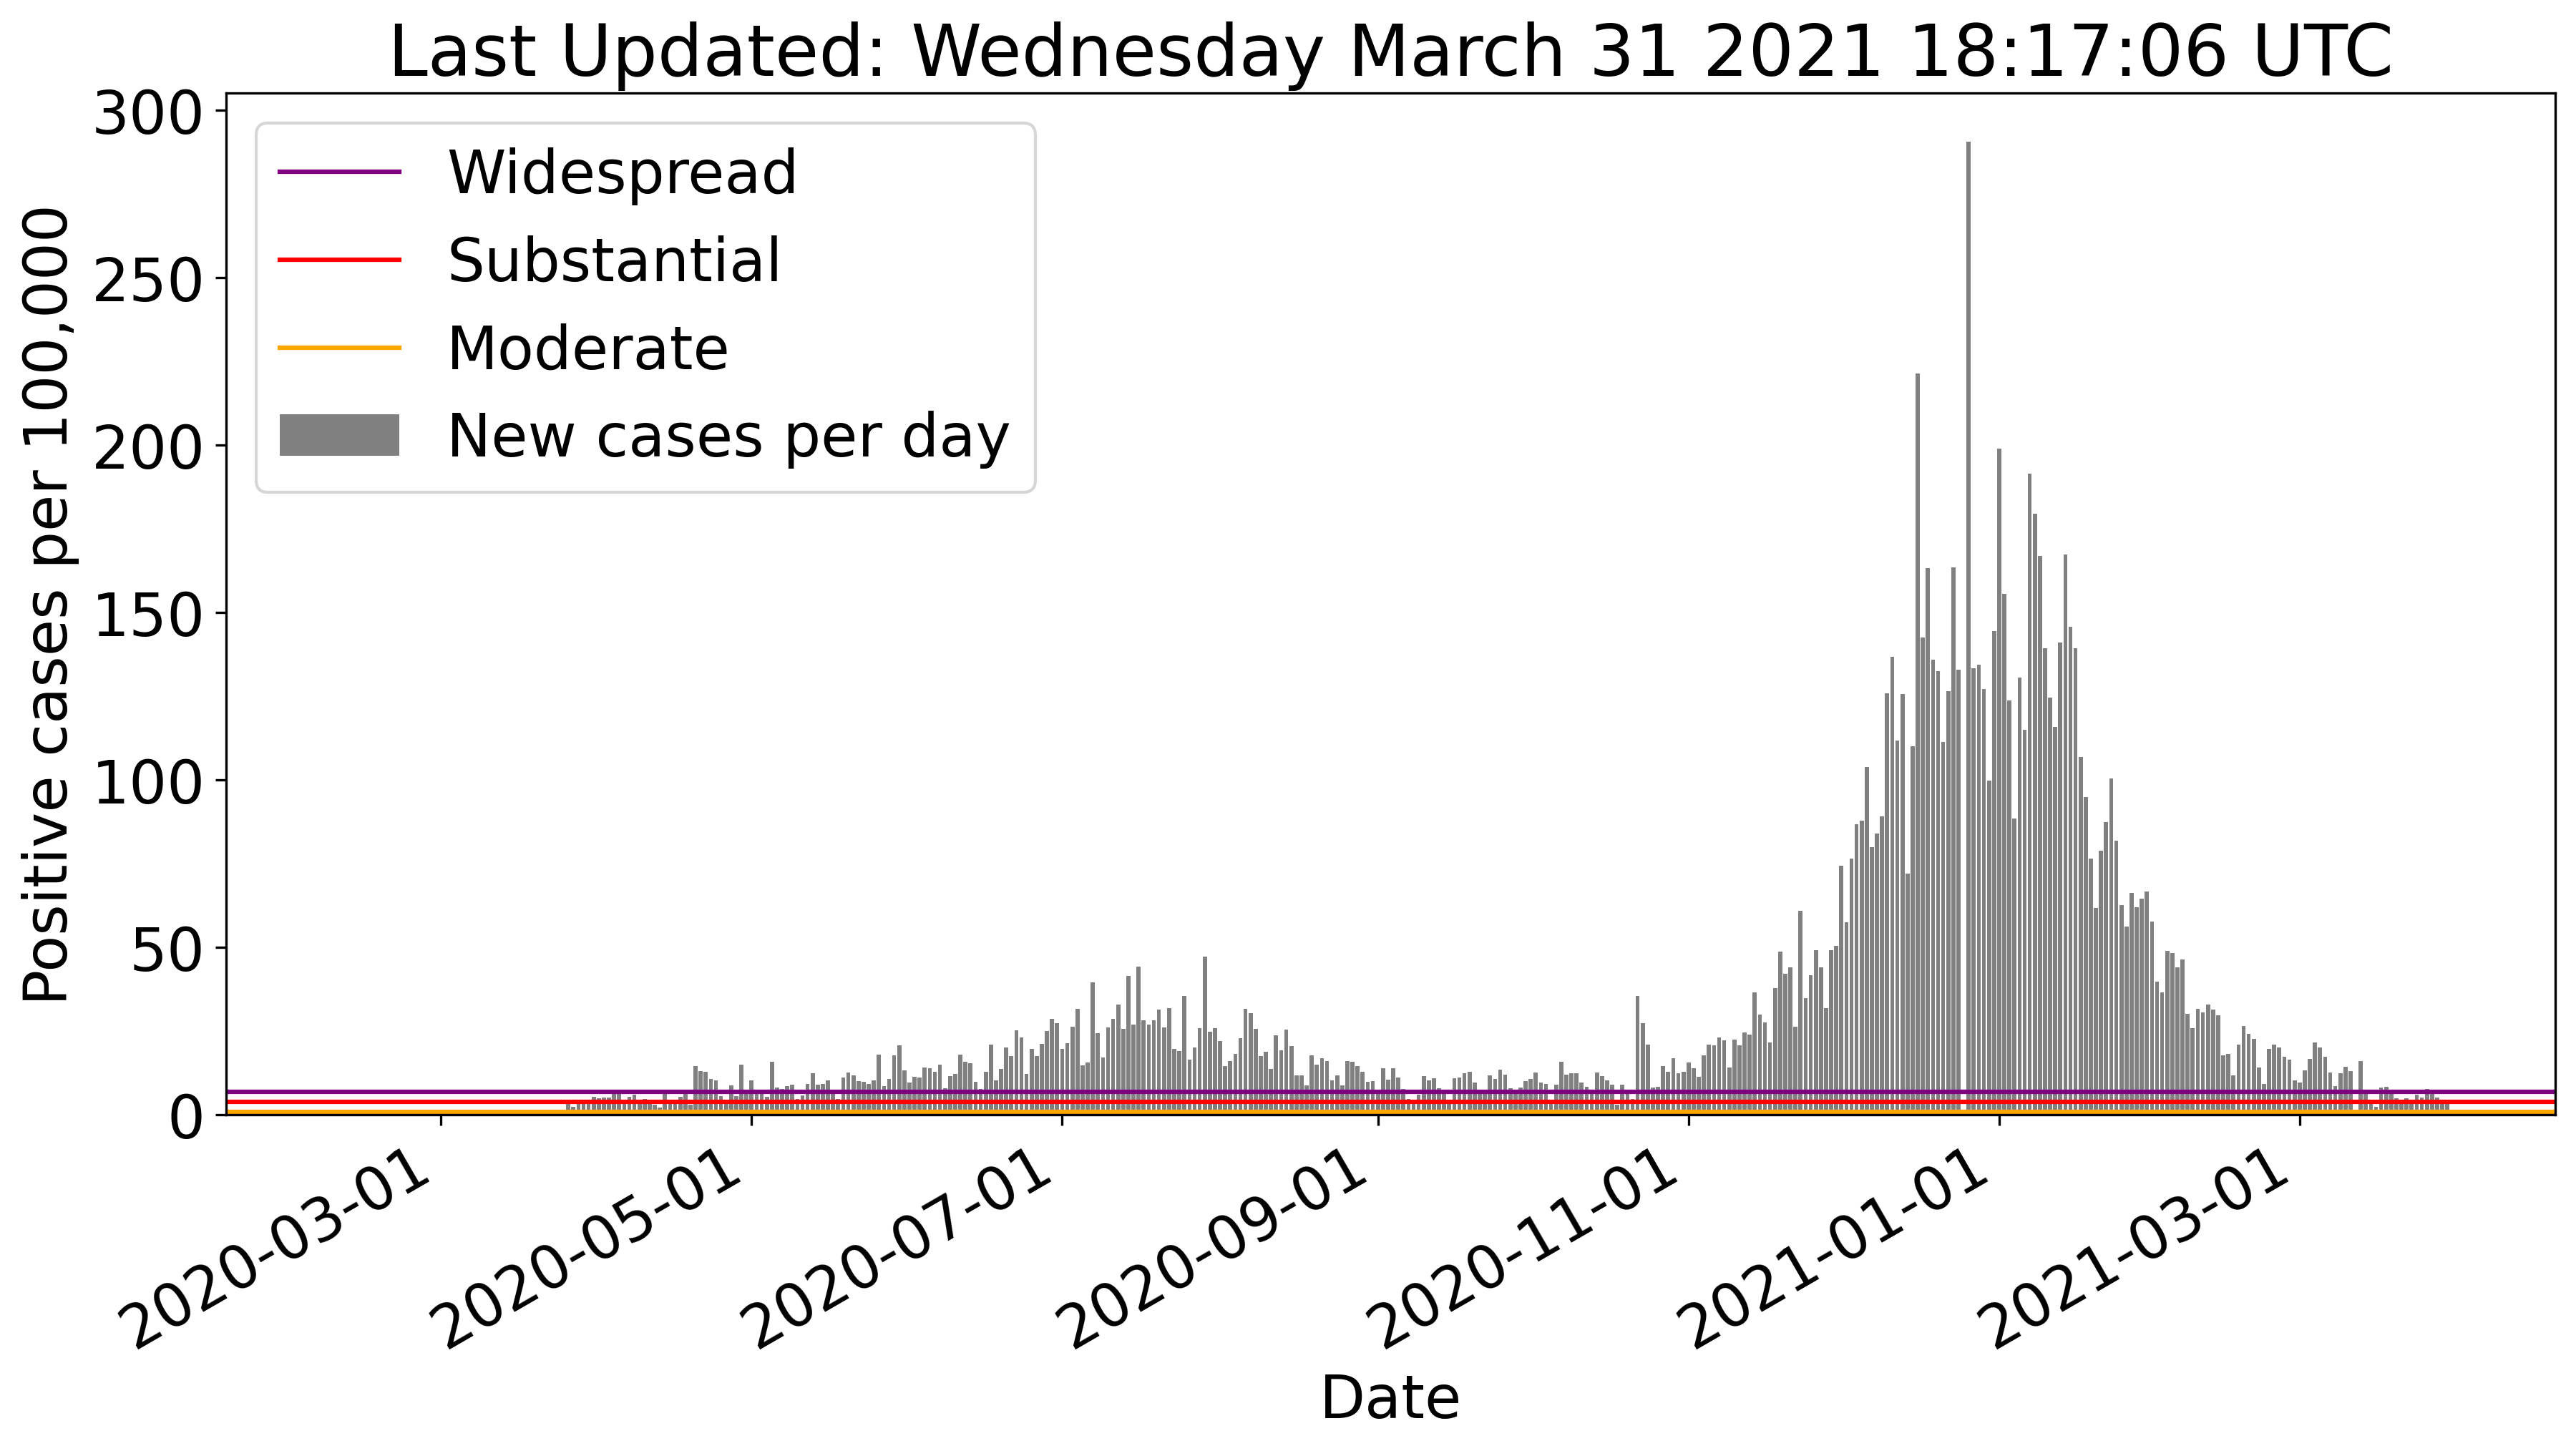 Last Updated: Wednesday March 31 2021 18:17:06 UTC
Positive cases per 100,000
300
250
200
150
100
50
0
Widespread
Substantial
Moderate
New cases per day
2020-03-01
2020-05-01
2020-07-01
2020-09-01
2020-11-01
2021-01-01
2021-03-01
Date